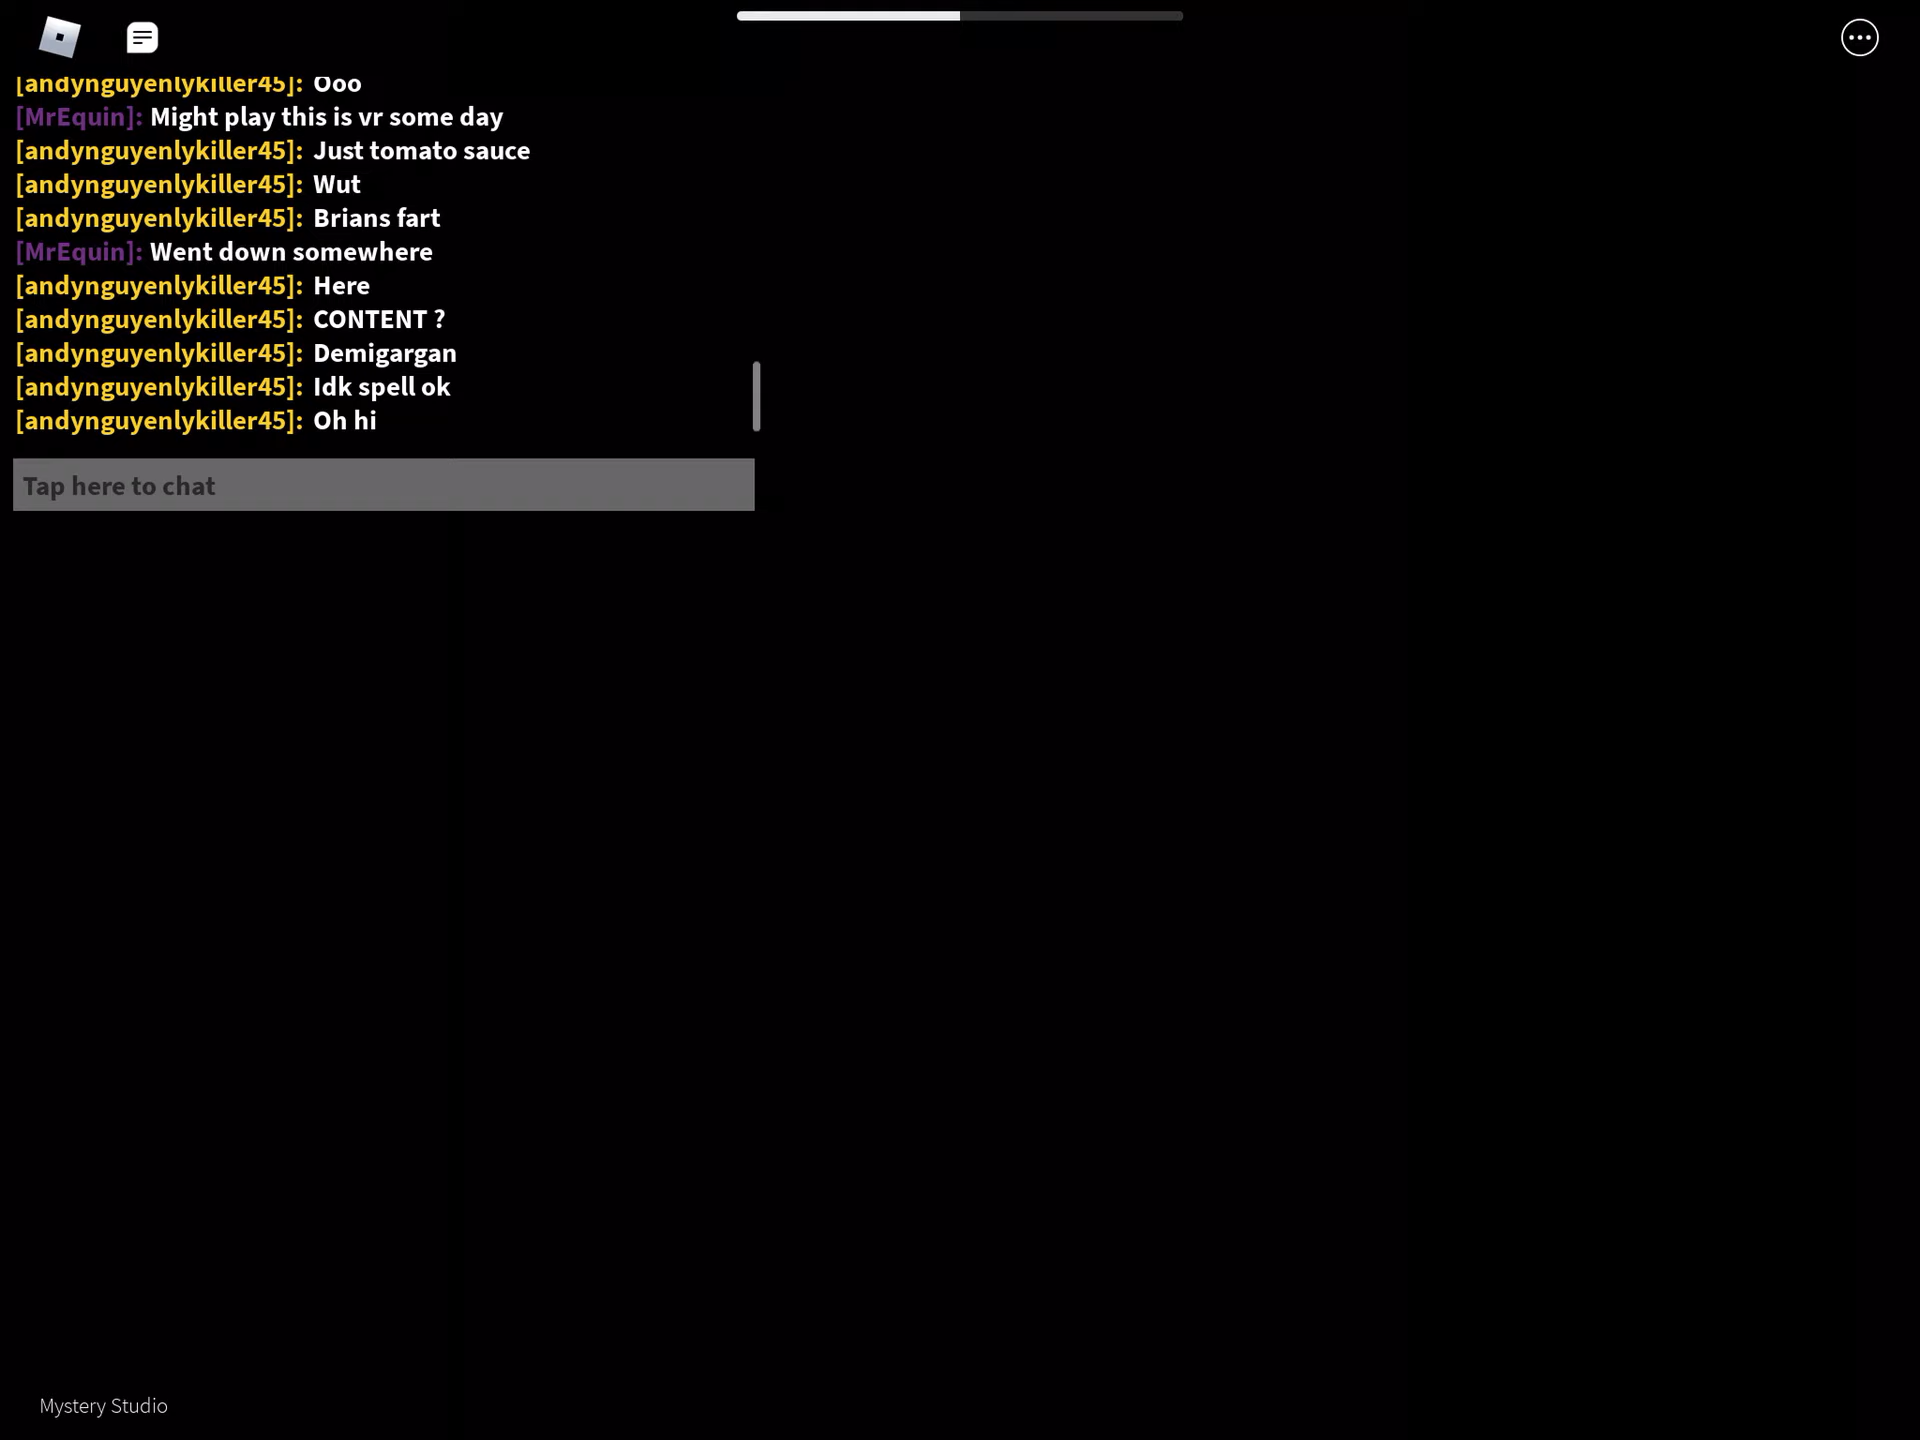 [andynguyenlykiller45]: Ooo
[MrEquin]: Might play this is vr some day
[andynguyenlykiller45]: Just tomato sauce
[andynguyenlykiller45]: Wut
[andynguyenlykiller45]: Brians fart
[MrEquin]: Went down somewhere
[andynguyenlykiller45]: Here
[andynguyenlykiller45]: CONTENT ?
[andynguyenlykiller45]: Demigargan
[andynguyenlykiller45]: Idk spell ok
[andynguyenlykiller45]: Oh hi
Tap here to chat
Mystery Studio